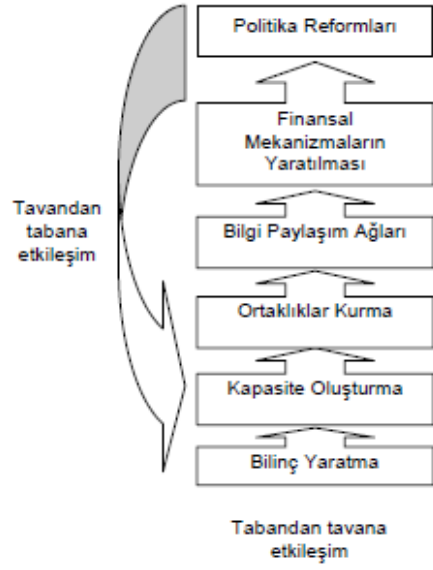 Politika Reformları
Finansal
Mekanizmaların
Yaratılması
Tavandan
tabana
etkileşim
Bilgi Paylaşım Ağları
Ortaklıklar Kurma
Kapasite Oluşturma
Bilinç Yaratma
Tabandan tavana
etkileşim